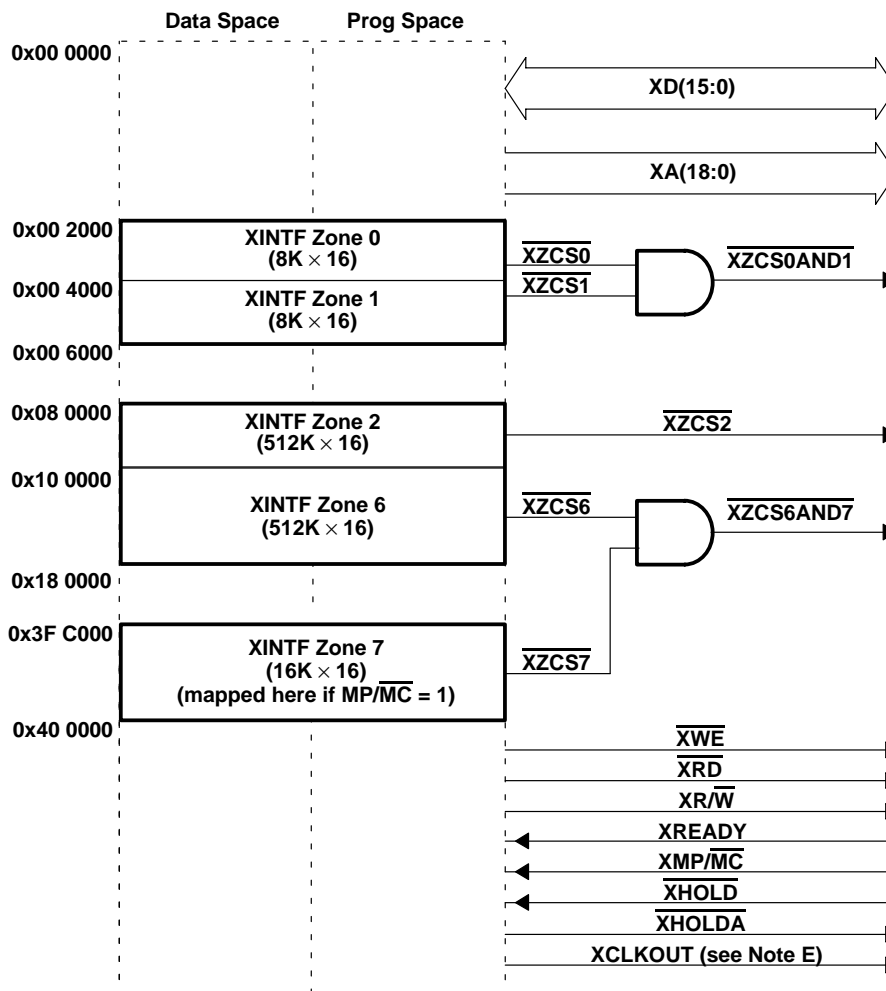 Data Space Prog Space
0x00 0000
XD(15:0)
XA(18:0)
0x00 2000
XINTF Zone 0
(8K × 16)
XZCS0
XZCS0AND1
0x00 4000
XINTF Zone 1
(8K × 16)
XZCS1
0x00 6000
0x08 0000
XINTF Zone 2
(512K × 16)
XZCS2
0x10 0000
XINTF Zone 6
(512K × 16)
XZCS6
XZCS6AND7
0x18 0000
0x3F C000
XINTF Zone 7
(16K × 16)
(mapped here if MP/MC = 1)
XZCS7
0x40 0000
XWE
XRD
XR/W
XREADY
XMP/MC
XHOLD
XHOLDA
XCLKOUT (see Note E)